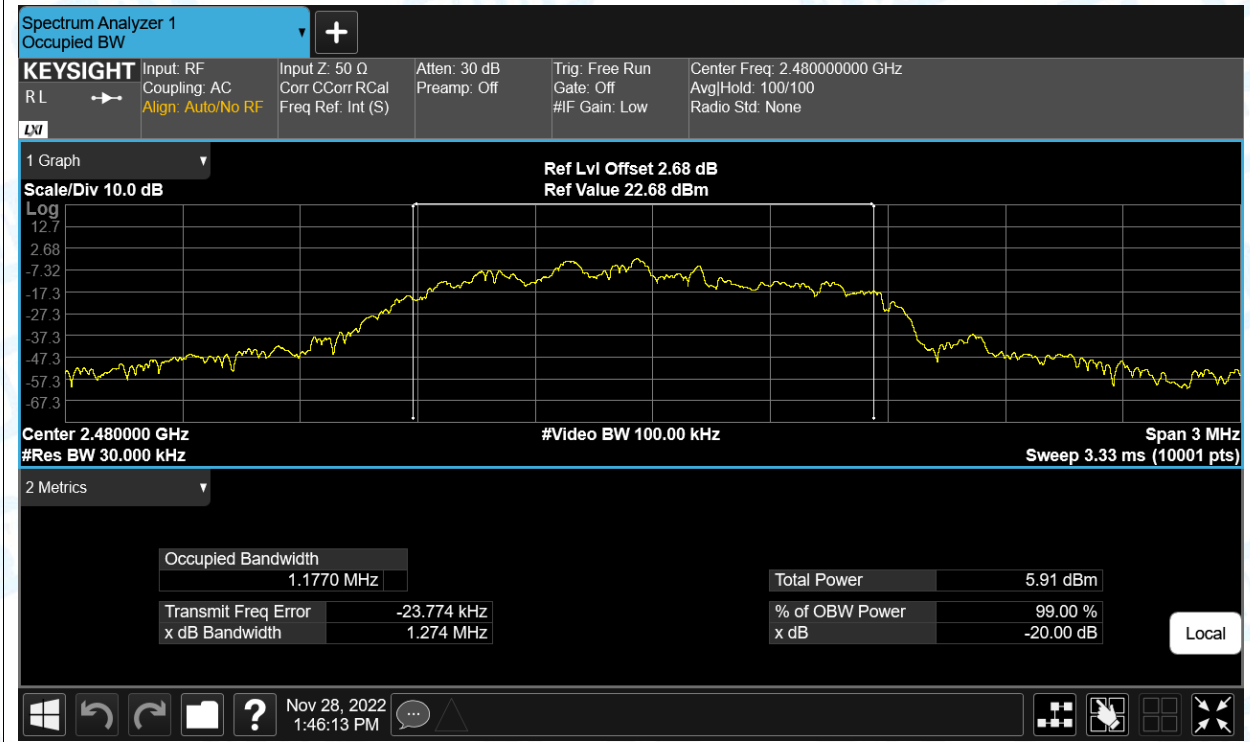 Spectrum Analyzer 1
Occupied BW
KEYSIGHT
R L
LXI
Input: RF
Coupling: AC
Align: Auto/No RF
Input Z: 50 Ω
Corr CCorr RCal
Freq Ref: Int (S)
Atten: 30 dB
Preamp: Off
Trig: Free Run
Gate: Off
#IF Gain: Low
Center Freq: 2.480000000 GHz
Avg|Hold: 100/100
Radio Std: None
1 Graph
Scale/Div 10.0 dB
Ref Lvl Offset 2.68 dB
Ref Value 22.68 dBm
Log
12.7
2.68
-7.32
-17.3
-27.3
-37.3
-47.3
-57.3
-67.3
Center 2.480000 GHz
#Res BW 30.000 kHz
#Video BW 100.00 kHz
Span 3 MHz
Sweep 3.33 ms (10001 pts)
2 Metrics
Occupied Bandwidth
1.1770 MHz
Transmit Freq Error -23.774 kHz
x dB Bandwidth 1.274 MHz
Total Power 5.91 dBm
% of OBW Power 99.00 %
x dB -20.00 dB
Local
?
Nov 28, 2022
1:46:13 PM